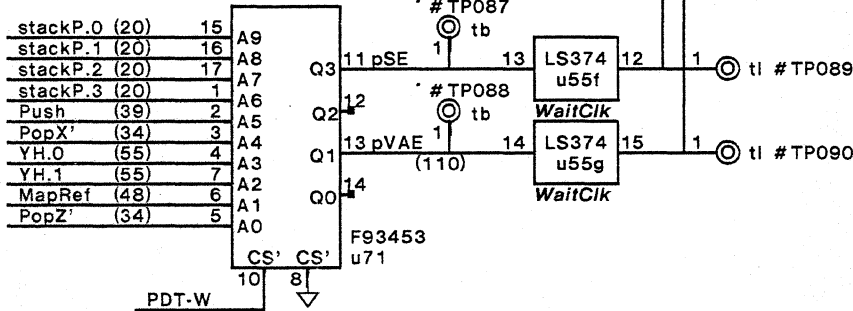 # TP087
tb
1
stackP.0 (20) 15 A9
stackP.1 (20) 16 A8
stackP.2 (20) 17 A7
stackP.3 (20) 1 A6
Push (39) 2 A5
PopX' (34) 3 A4
YH.0 (55) 4 A3
YH.1 (55) 7 A2
MapRef (48) 6 A1
PopZ' (34) 5 A0
Q3 11 pSE 13 LS374 12 1 tl #TP089
u55f
WaitClk
# TP088
tb
1
Q2 12
Q1 13 pVAE 14 LS374 15 1 tl #TP090
(110) u55g
WaitClk
Q0 14
F93453
u71
CS' CS'
10 8
PDT-W